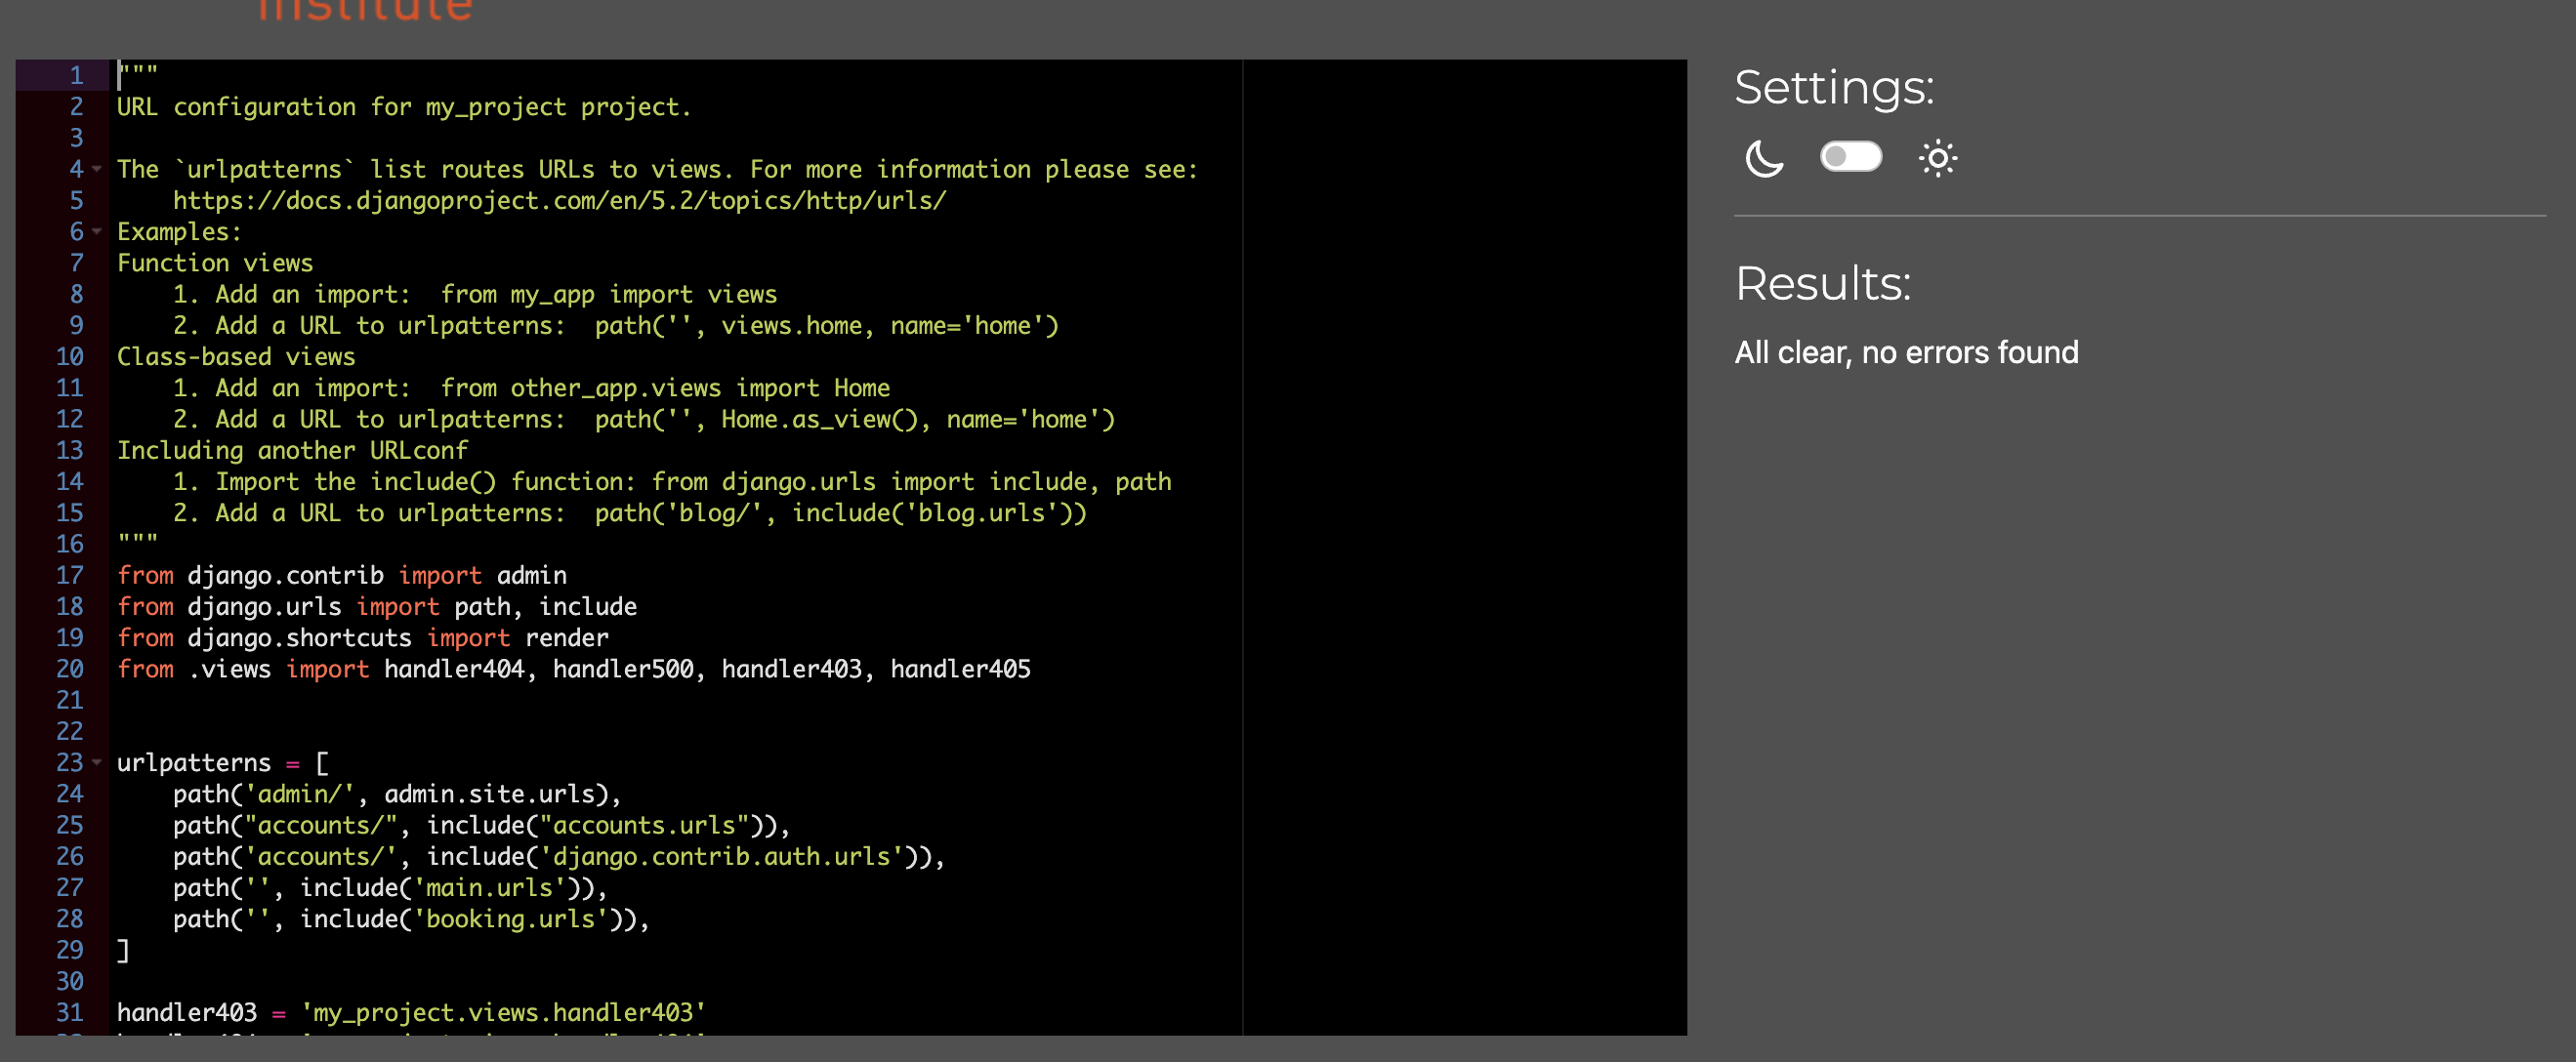 institute
1 """
2 URL configuration for my_project project.
3
4 The `urlpatterns` list routes URLs to views. For more information please see:
5     https://docs.djangoproject.com/en/5.2/topics/http/urls/
6 Examples:
7 Function views
8     1. Add an import:  from my_app import views
9     2. Add a URL to urlpatterns:  path('', views.home, name='home')
10 Class-based views
11     1. Add an import:  from other_app.views import Home
12     2. Add a URL to urlpatterns:  path('', Home.as_view(), name='home')
13 Including another URLconf
14     1. Import the include() function: from django.urls import include, path
15     2. Add a URL to urlpatterns:  path('blog/', include('blog.urls'))
16 """
17 from django.contrib import admin
18 from django.urls import path, include
19 from django.shortcuts import render
20 from .views import handler404, handler500, handler403, handler405
21
22
23 urlpatterns = [
24     path('admin/', admin.site.urls),
25     path("accounts/", include("accounts.urls")),
26     path('accounts/', include('django.contrib.auth.urls')),
27     path('', include('main.urls')),
28     path('', include('booking.urls')),
29 ]
30
31 handler403 = 'my_project.views.handler403'
Settings:
Results:
All clear, no errors found